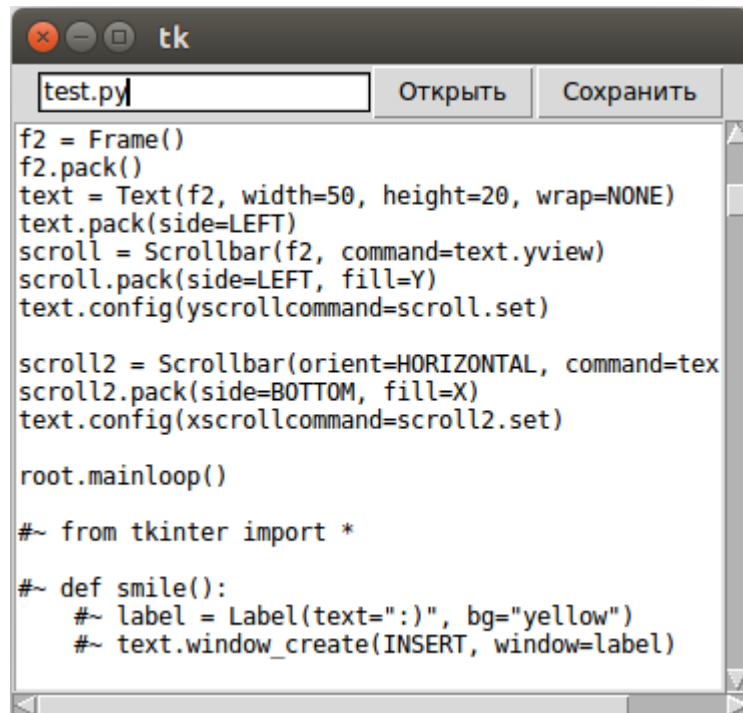 tk
test.py Открыть Сохранить
f2 = Frame()
f2.pack()
text = Text(f2, width=50, height=20, wrap=NONE)
text.pack(side=LEFT)
scroll = Scrollbar(f2, command=text.yview)
scroll.pack(side=LEFT, fill=Y)
text.config(yscrollcommand=scroll.set)
scroll2 = Scrollbar(orient=HORIZONTAL, command=tex
scroll2.pack(side=BOTTOM, fill=X)
text.config(xscrollcommand=scroll2.set)
root.mainloop()
#~ from tkinter import *
#~ def smile():
    #~ label = Label(text=":)", bg="yellow")
    #~ text.window_create(INSERT, window=label)